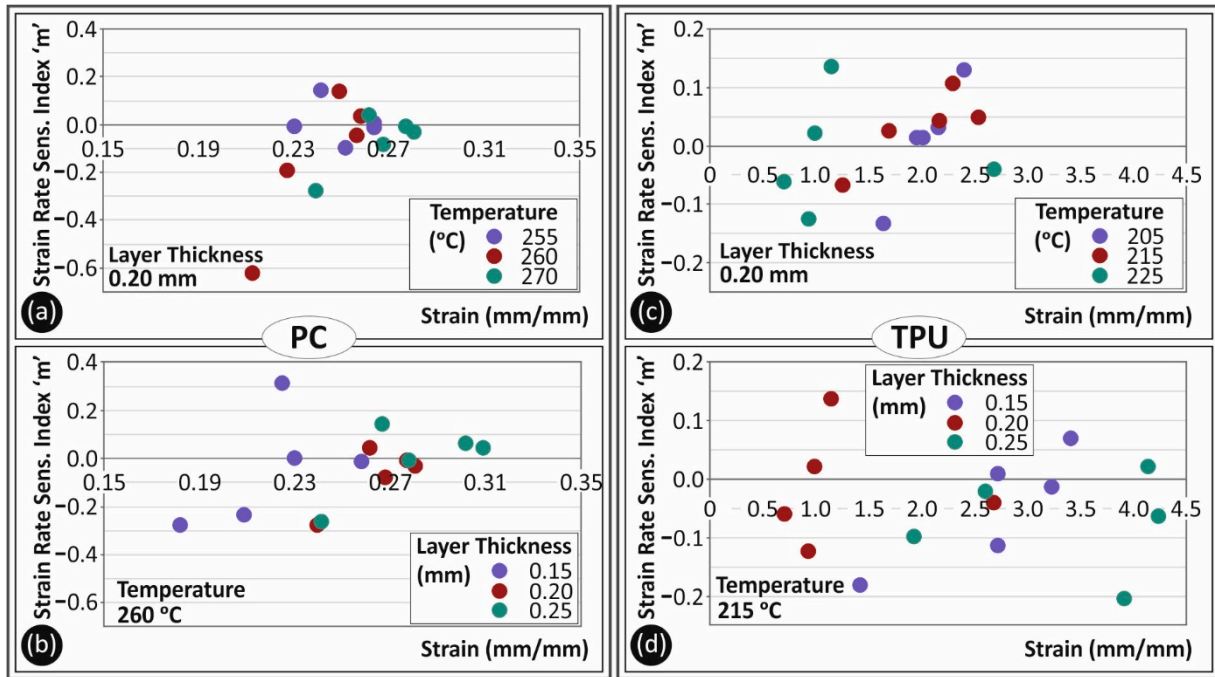 0.4
0.2
0.0
−0.2
−0.4
−0.6
0.15 0.19 0.23 0.27 0.31 0.35
Strain Rate Sens. Index ‘m’
Temperature
(ºC)
255
260
270
Layer Thickness
0.20 mm
(a)
Strain (mm/mm)
PC
0.4
0.2
0.0
−0.2
−0.4
−0.6
0.15 0.19 0.23 0.27 0.31 0.35
Strain Rate Sens. Index ‘m’
Layer Thickness
(mm)
0.15
0.20
0.25
Temperature
260 ºC
(b)
Strain (mm/mm)
0.2
0.1
0.0
−0.1
−0.2
0 0.5 1.0 1.5 2.0 2.5 3.0 3.5 4.0 4.5
Strain Rate Sens. Index ‘m’
Temperature
(ºC)
205
215
225
Layer Thickness
0.20 mm
(c)
Strain (mm/mm)
TPU
0.2
0.1
0.0
−0.1
−0.2
0 0.5 1.0 1.5 2.0 2.5 3.0 3.5 4.0 4.5
Strain Rate Sens. Index ‘m’
Layer Thickness
(mm)
0.15
0.20
0.25
Temperature
215 ºC
(d)
Strain (mm/mm)